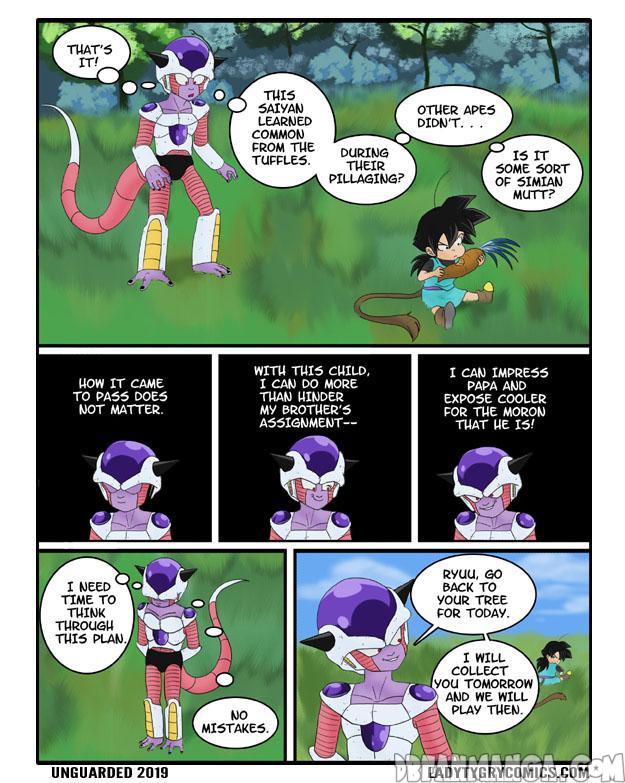 THAT'S
IT!
THIS
SAIYAN
LEARNED
COMMON
FROM THE
TUFFLES.
DURING
THEIR
PILLAGING?
OTHER APES
DIDN'T. . .
IS IT
SOME SORT
OF SIMIAN
MUTT?
HOW IT CAME
TO PASS DOES
NOT MATTER.
WITH THIS CHILD,
I CAN DO MORE
THAN HINDER
MY BROTHER'S
ASSIGNMENT--
I CAN IMPRESS
PAPA AND
EXPOSE COOLER
FOR THE MORON
THAT HE IS!
I NEED
TIME TO
THINK
THROUGH
THIS PLAN.
NO
MISTAKES.
RYUU, GO
BACK TO
YOUR TREE
FOR TODAY.
I WILL
COLLECT
YOU TOMORROW
AND WE WILL
PLAY THEN.
UNGUARDED 2019
LADYTYGRYCOMICS.COM
DBEANMANGA.COM